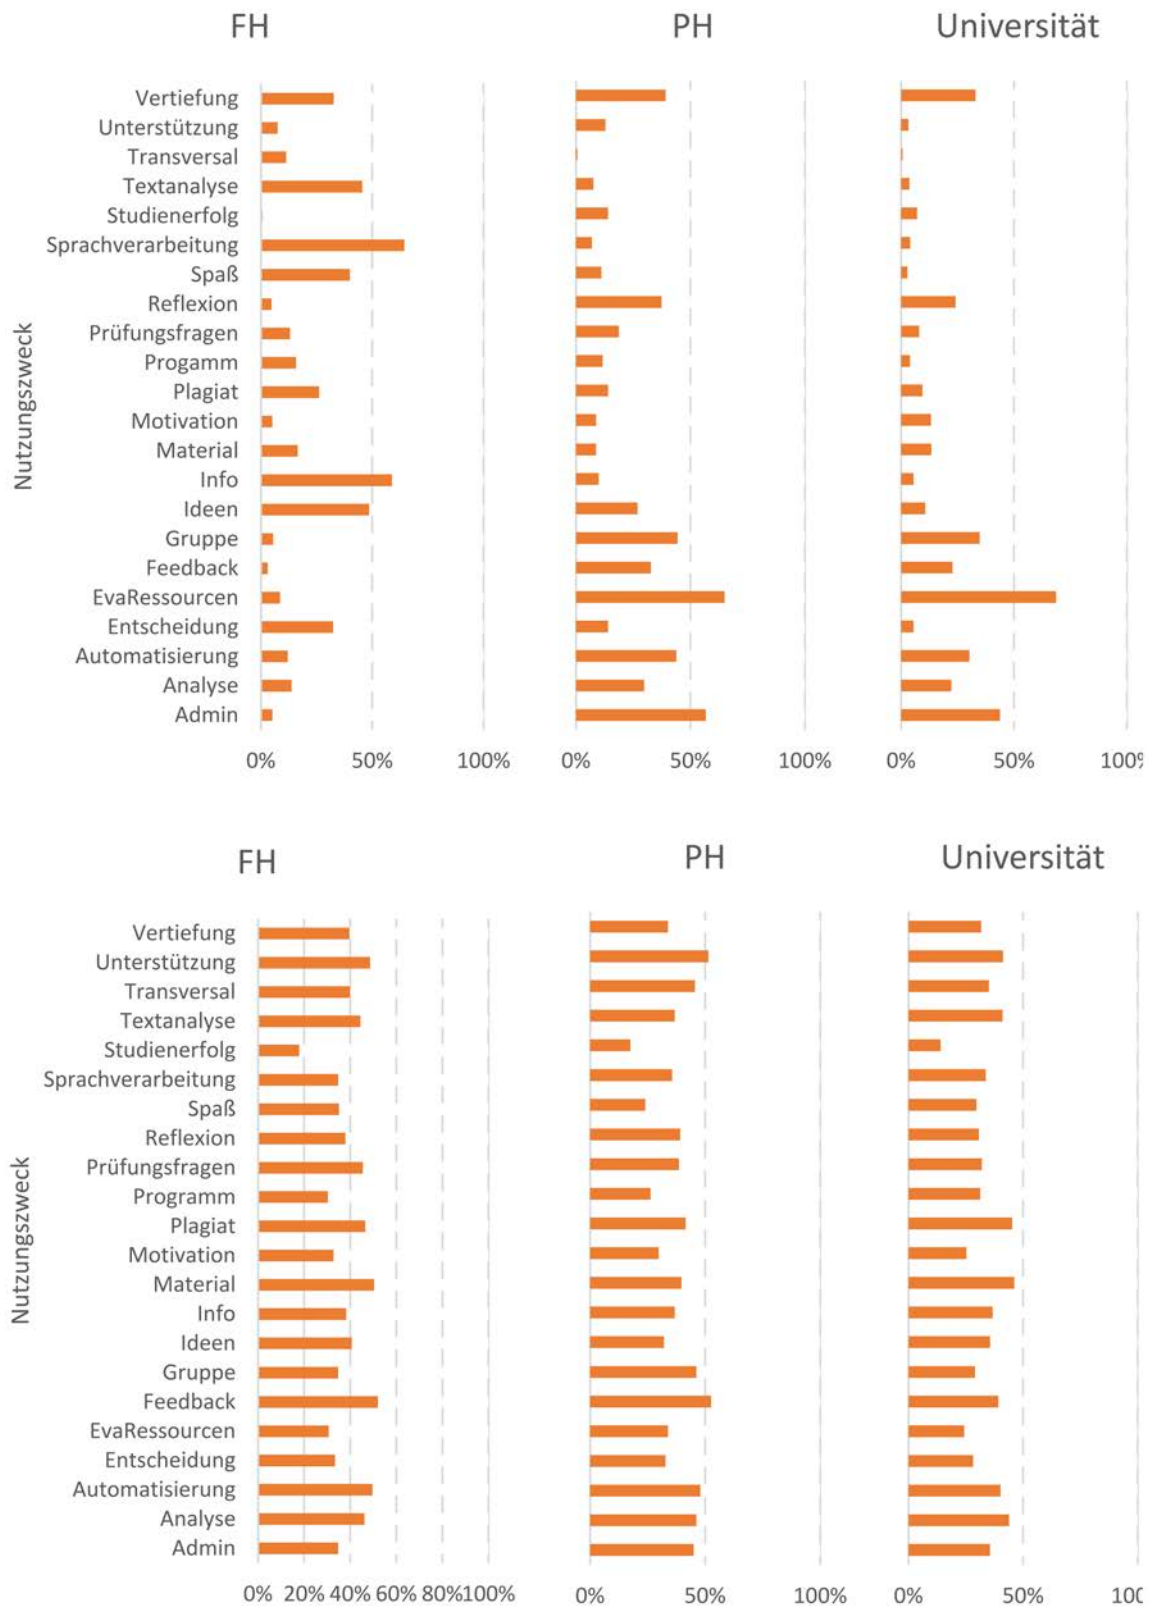 FH PH Universität
Nutzungszweck
Vertiefung
Unterstützung
Transversal
Textanalyse
Studienerfolg
Sprachverarbeitung
Spaß
Reflexion
Prüfungsfragen
Progamm
Plagiat
Motivation
Material
Info
Ideen
Gruppe
Feedback
EvaRessourcen
Entscheidung
Automatisierung
Analyse
Admin
0% 50% 100% 0% 50% 100% 0% 50% 100%
FH PH Universität
Nutzungszweck
Vertiefung
Unterstützung
Transversal
Textanalyse
Studienerfolg
Sprachverarbeitung
Spaß
Reflexion
Prüfungsfragen
Programm
Plagiat
Motivation
Material
Info
Ideen
Gruppe
Feedback
EvaRessourcen
Entscheidung
Automatisierung
Analyse
Admin
0% 20% 40% 60% 80% 100% 0% 50% 100% 0% 50% 100